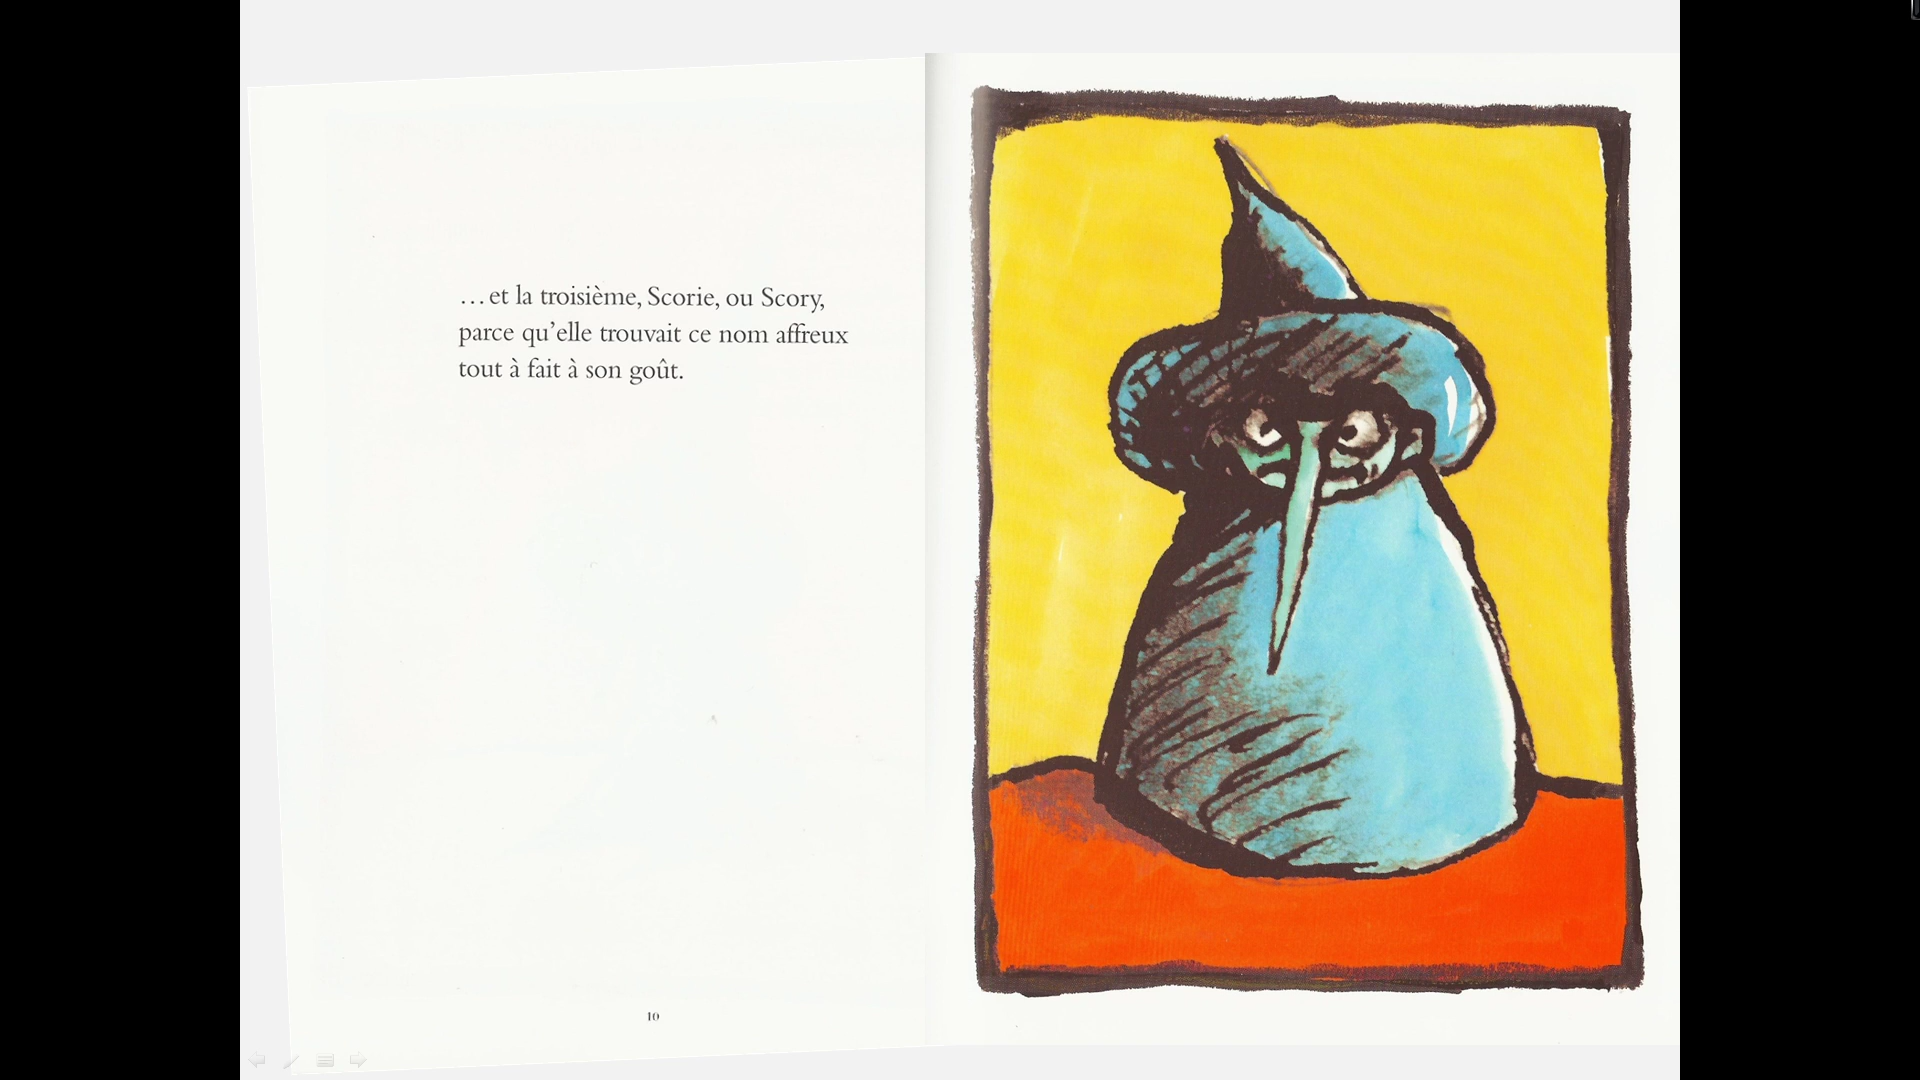 …et la troisième, Scorie, ou Scory,
parce qu’elle trouvait ce nom affreux
tout à fait à son goût.
10